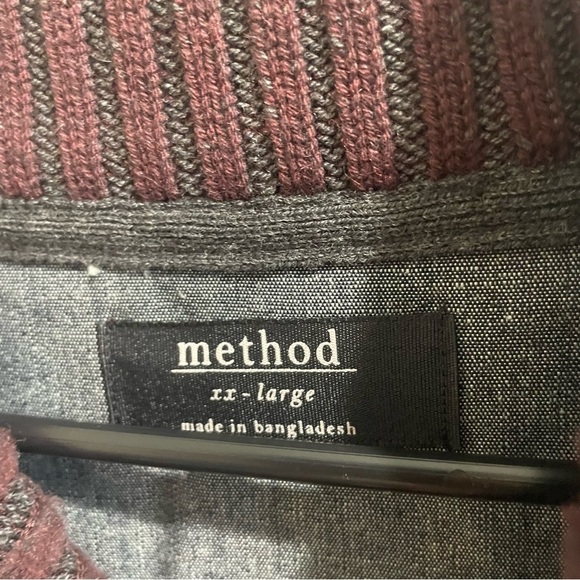 method
xx - large
made in bangladesh